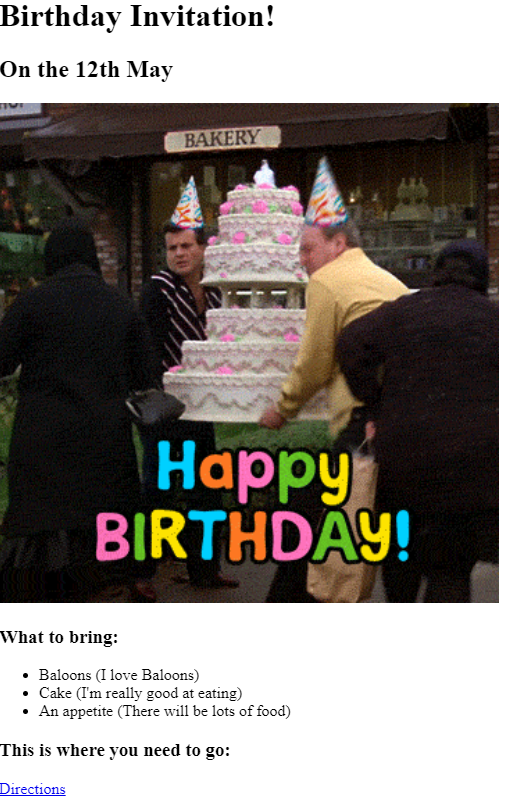 Birthday Invitation!
On the 12th May
BAKERY
Happy
BIRTHDAY!
What to bring:
Baloons (I love Baloons)
Cake (I'm really good at eating)
An appetite (There will be lots of food)
This is where you need to go:
Directions